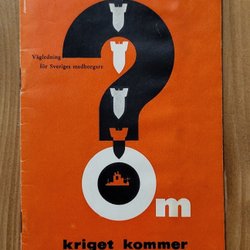 Vägledning
för Sveriges medborgare
Om
kriget kommer